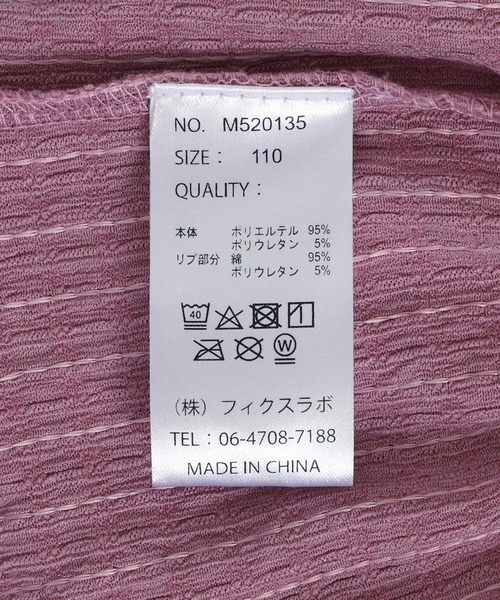 NO. M520135
SIZE： 110
QUALITY：
本体 ポリエルテル 95%
ポリウレタン 5%
リブ部分 綿 95%
ポリウレタン 5%
40
W
（株）フィクスラボ
TEL：06-4708-7188
MADE IN CHINA